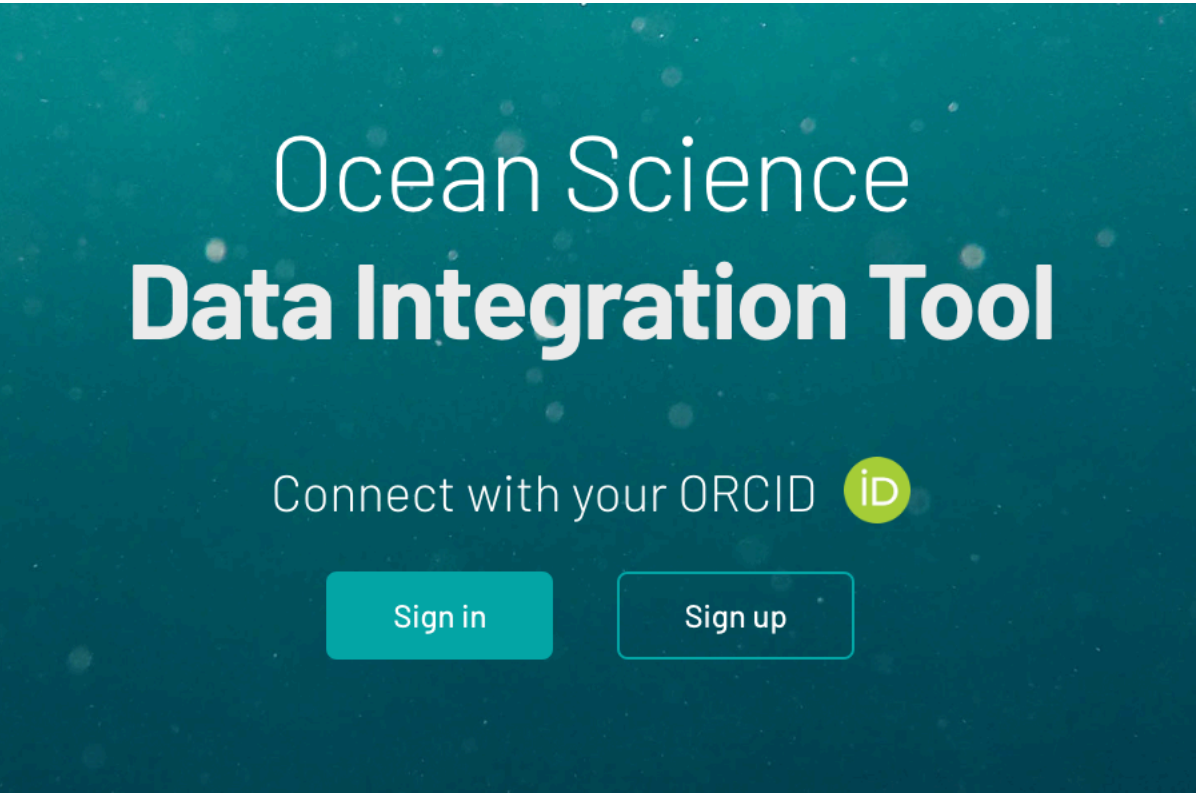 Ocean Science
Data Integration Tool
Connect with your ORCID iD
Sign in
Sign up